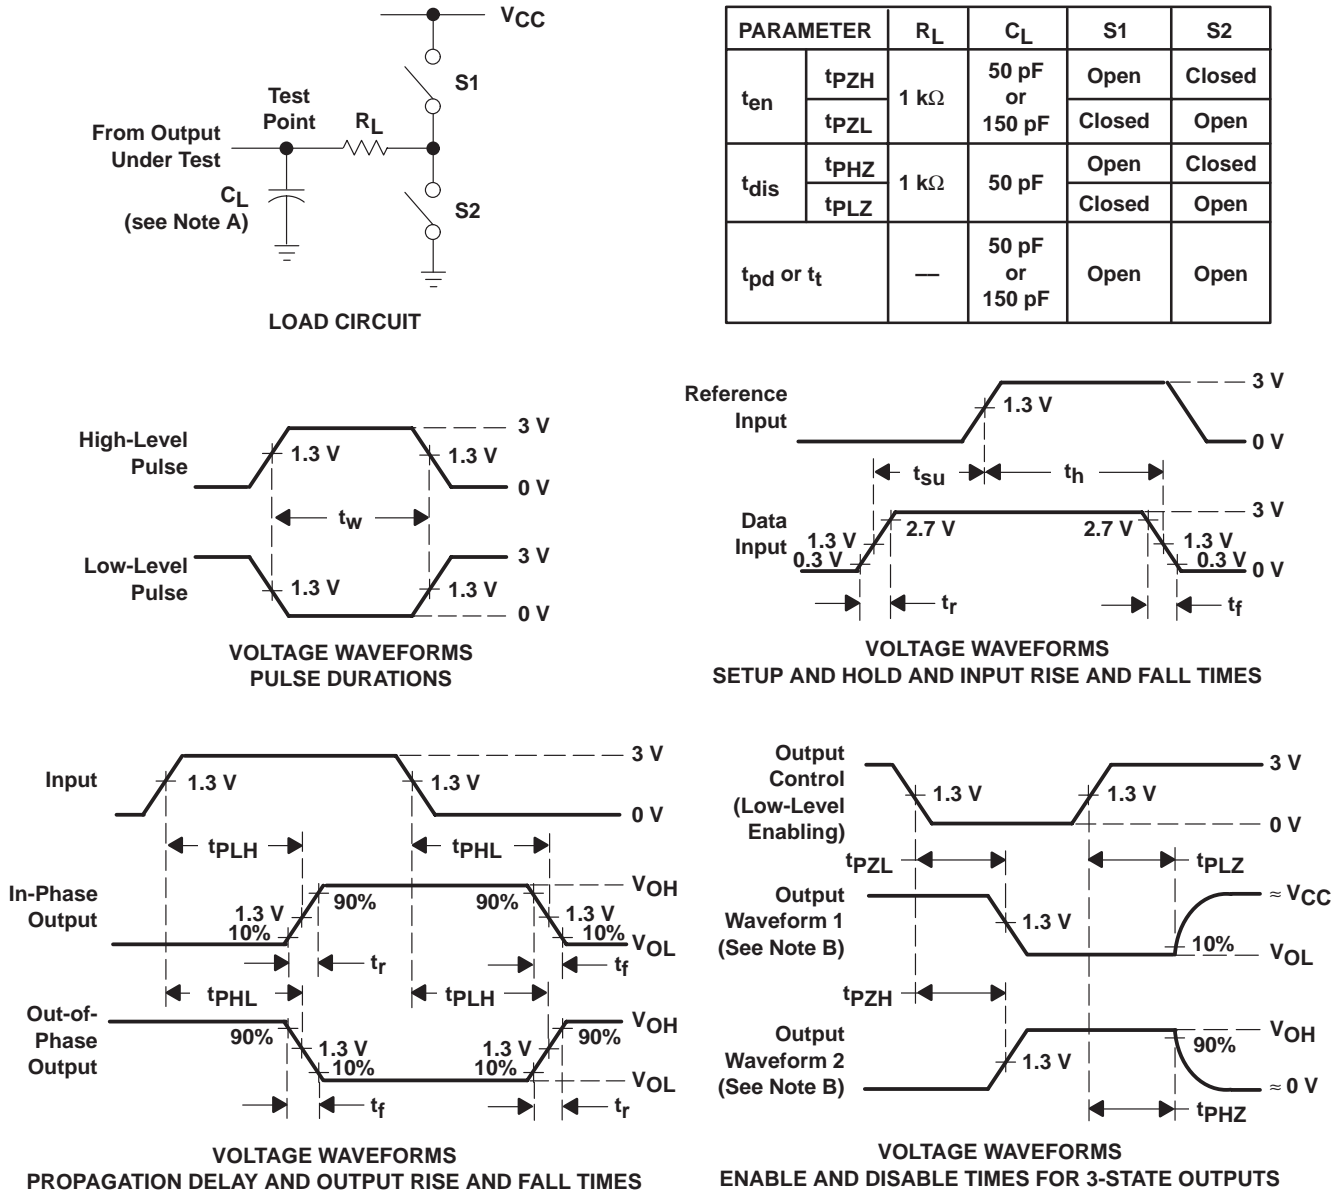 VCC
S1
Test
Point
RL
From Output
Under Test
CL
(see Note A)
S2
LOAD CIRCUIT
PARAMETER RL CL S1 S2
ten tPZH 1 kΩ 50 pF or 150 pF Open Closed
tPZL Closed Open
tdis tPHZ 1 kΩ 50 pF Open Closed
tPLZ Closed Open
tpd or tt — 50 pF or 150 pF Open Open
High-Level
Pulse
3 V
1.3 V 1.3 V
0 V
tw
Low-Level
Pulse
3 V
1.3 V 1.3 V
0 V
VOLTAGE WAVEFORMS
PULSE DURATIONS
Reference
Input
3 V
1.3 V
0 V
tsu th
Data
Input
3 V
2.7 V 2.7 V
1.3 V 1.3 V
0.3 V 0.3 V
0 V
tr tf
VOLTAGE WAVEFORMS
SETUP AND HOLD AND INPUT RISE AND FALL TIMES
Input
3 V
1.3 V 1.3 V
0 V
tPLH tPHL
In-Phase
Output
VOH
90% 90%
1.3 V 1.3 V
10% 10%
VOL
tr tf
tPHL tPLH
Out-of-
Phase
Output
VOH
90% 90%
1.3 V 1.3 V
10% 10%
VOL
tf tr
VOLTAGE WAVEFORMS
PROPAGATION DELAY AND OUTPUT RISE AND FALL TIMES
Output
Control
(Low-Level
Enabling)
3 V
1.3 V 1.3 V
0 V
tPZL tPLZ
Output
Waveform 1
(See Note B)
≈ VCC
1.3 V
10%
VOL
tPZH
Output
Waveform 2
(See Note B)
VOH
90%
1.3 V
≈ 0 V
tPHZ
VOLTAGE WAVEFORMS
ENABLE AND DISABLE TIMES FOR 3-STATE OUTPUTS